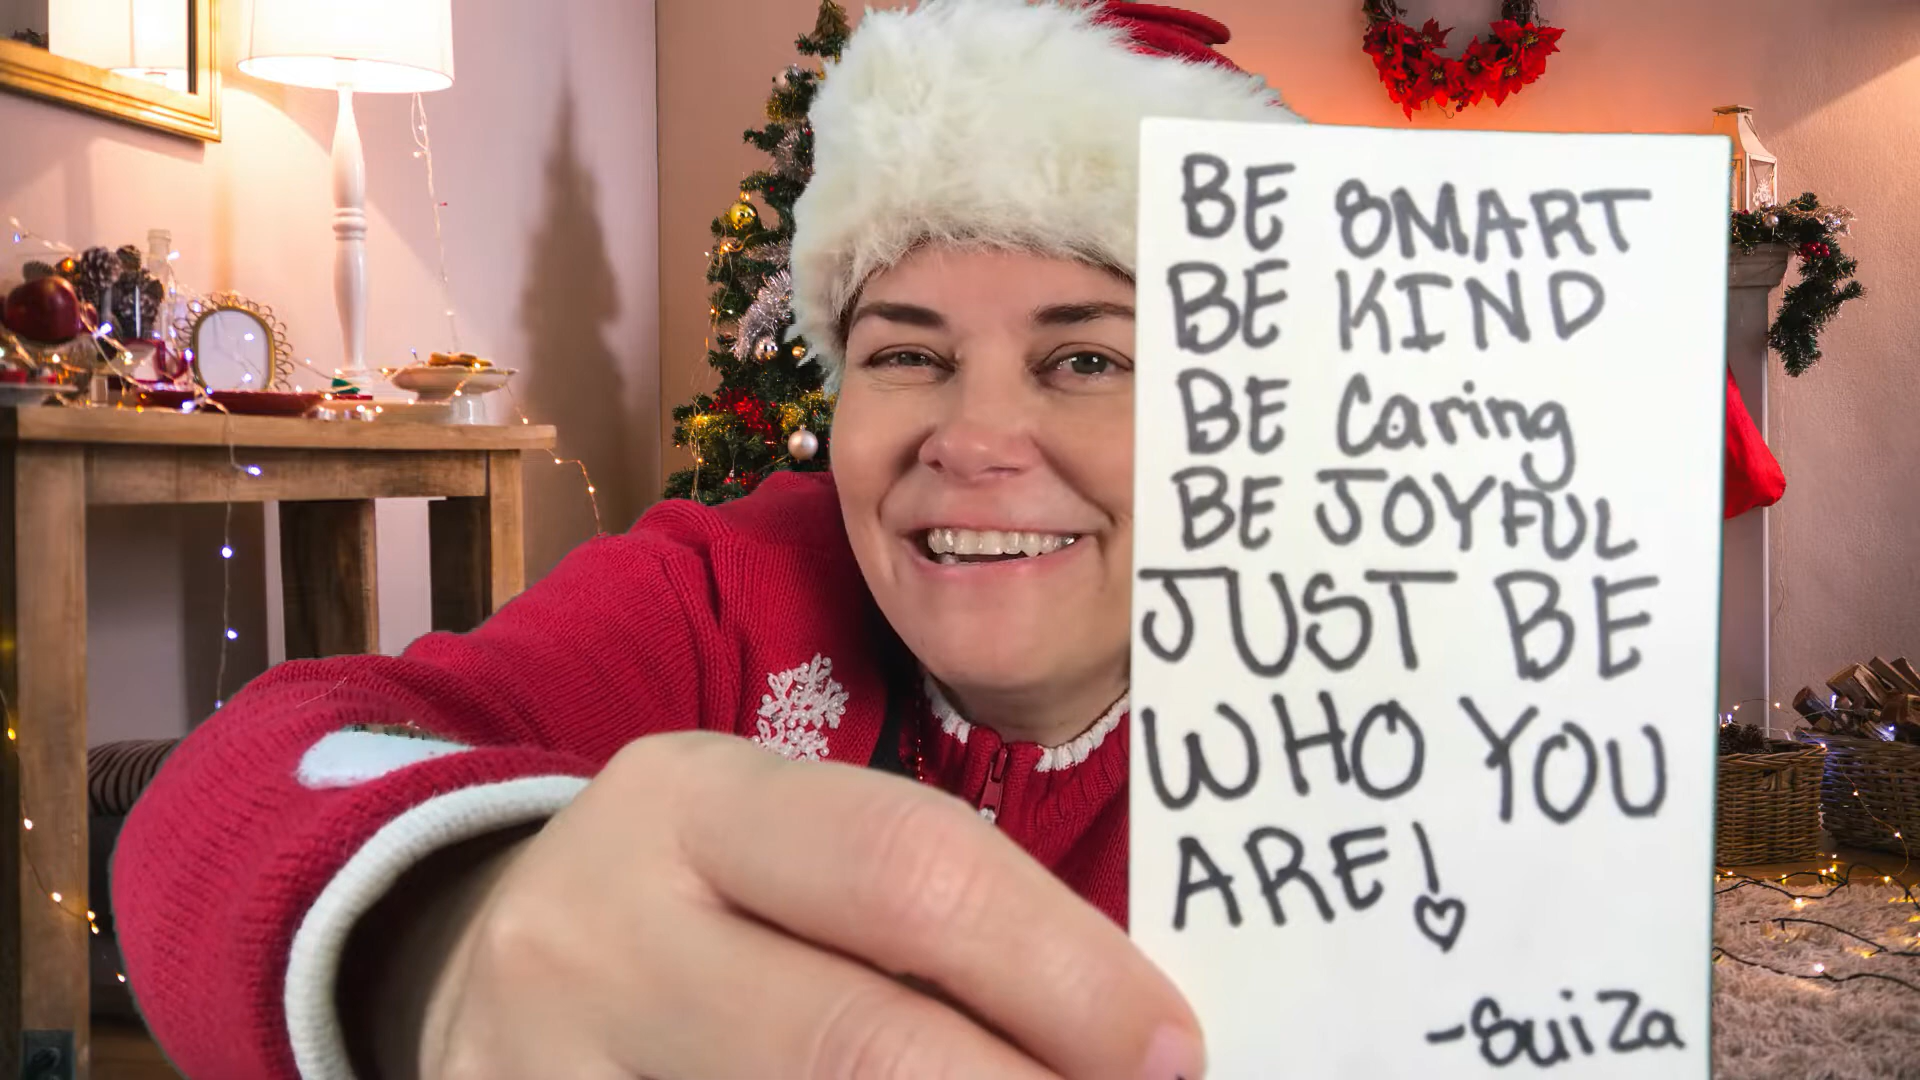 BE SMART
BE KIND
BE Caring
BE JOYFUL
JUST BE
WHO YOU
ARE!
-SuiZa